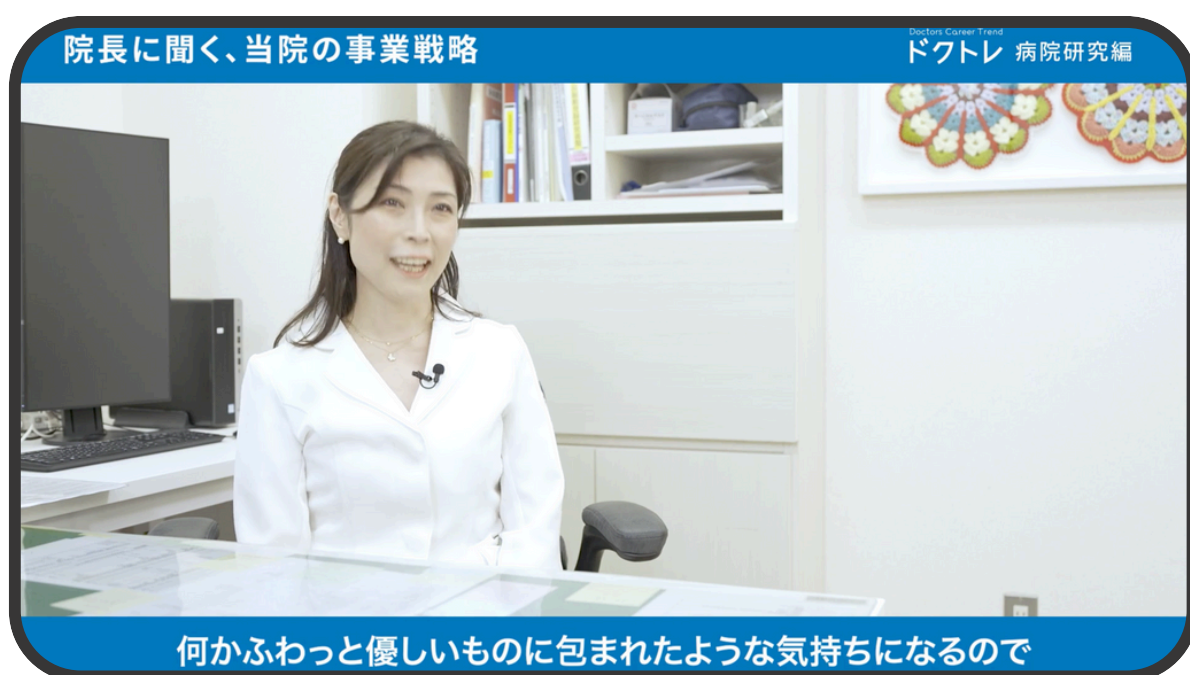 院長に聞く、当院の事業戦略
Doctors Career Trend
ドクトレ 病院研究編
何かふわっと優しいものに包まれたような気持ちになるので